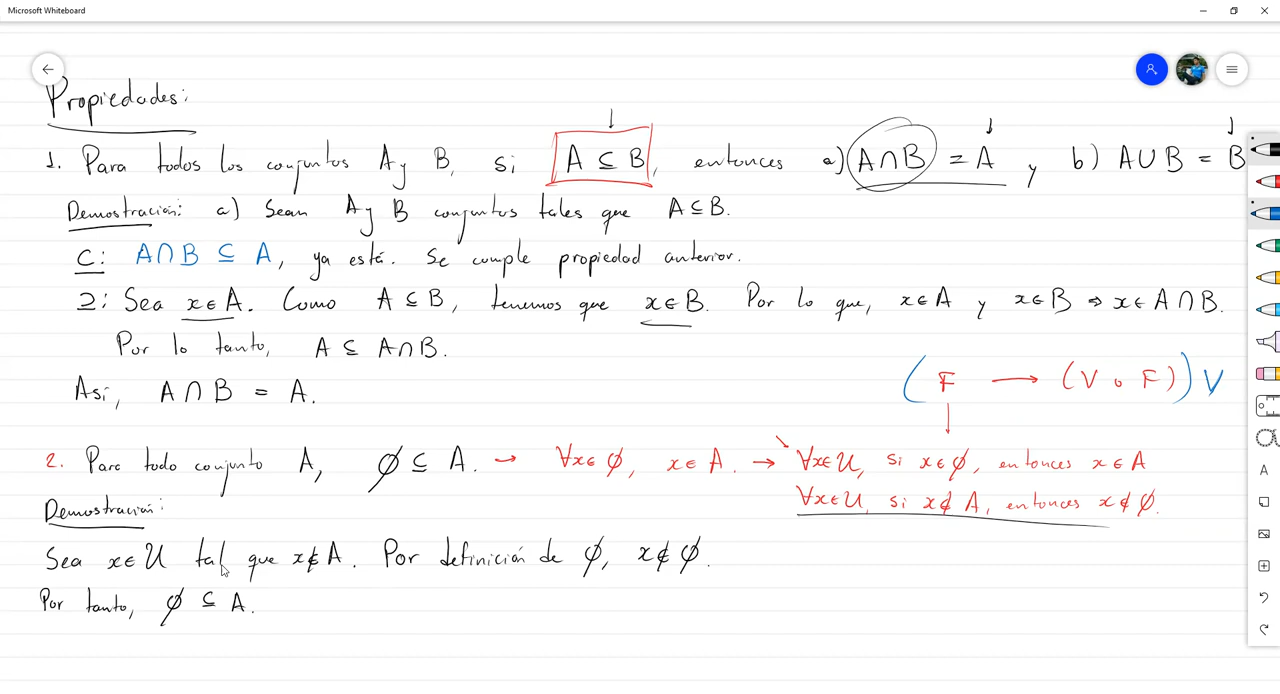 Microsoft Whiteboard
Propiedades:
1. Para todos los conjuntos A y B, si A ⊆ B, entonces a) A∩B = A y b) A∪B = B
Demostración: a) Sean A y B conjuntos tales que A⊆B.
⊆: A∩B ⊆ A, ya está. Se cumple propiedad anterior.
⊇: Sea x∈A. Como A⊆B, tenemos que x∈B. Por lo que, x∈A y x∈B ⇒ x∈A∩B.
Por lo tanto, A ⊆ A∩B.
Así, A∩B = A.
(F → (V o F)) V
2. Para todo conjunto A, ∅ ⊆ A. → ∀x∈∅, x∈A. → ∀x∈U, si x∈∅, entonces x∈A
∀x∈U, si x∉A, entonces x∉∅.
Demostración:
Sea x∈U tal que x∉A. Por definición de ∅, x∉∅.
Por tanto, ∅ ⊆ A.
A